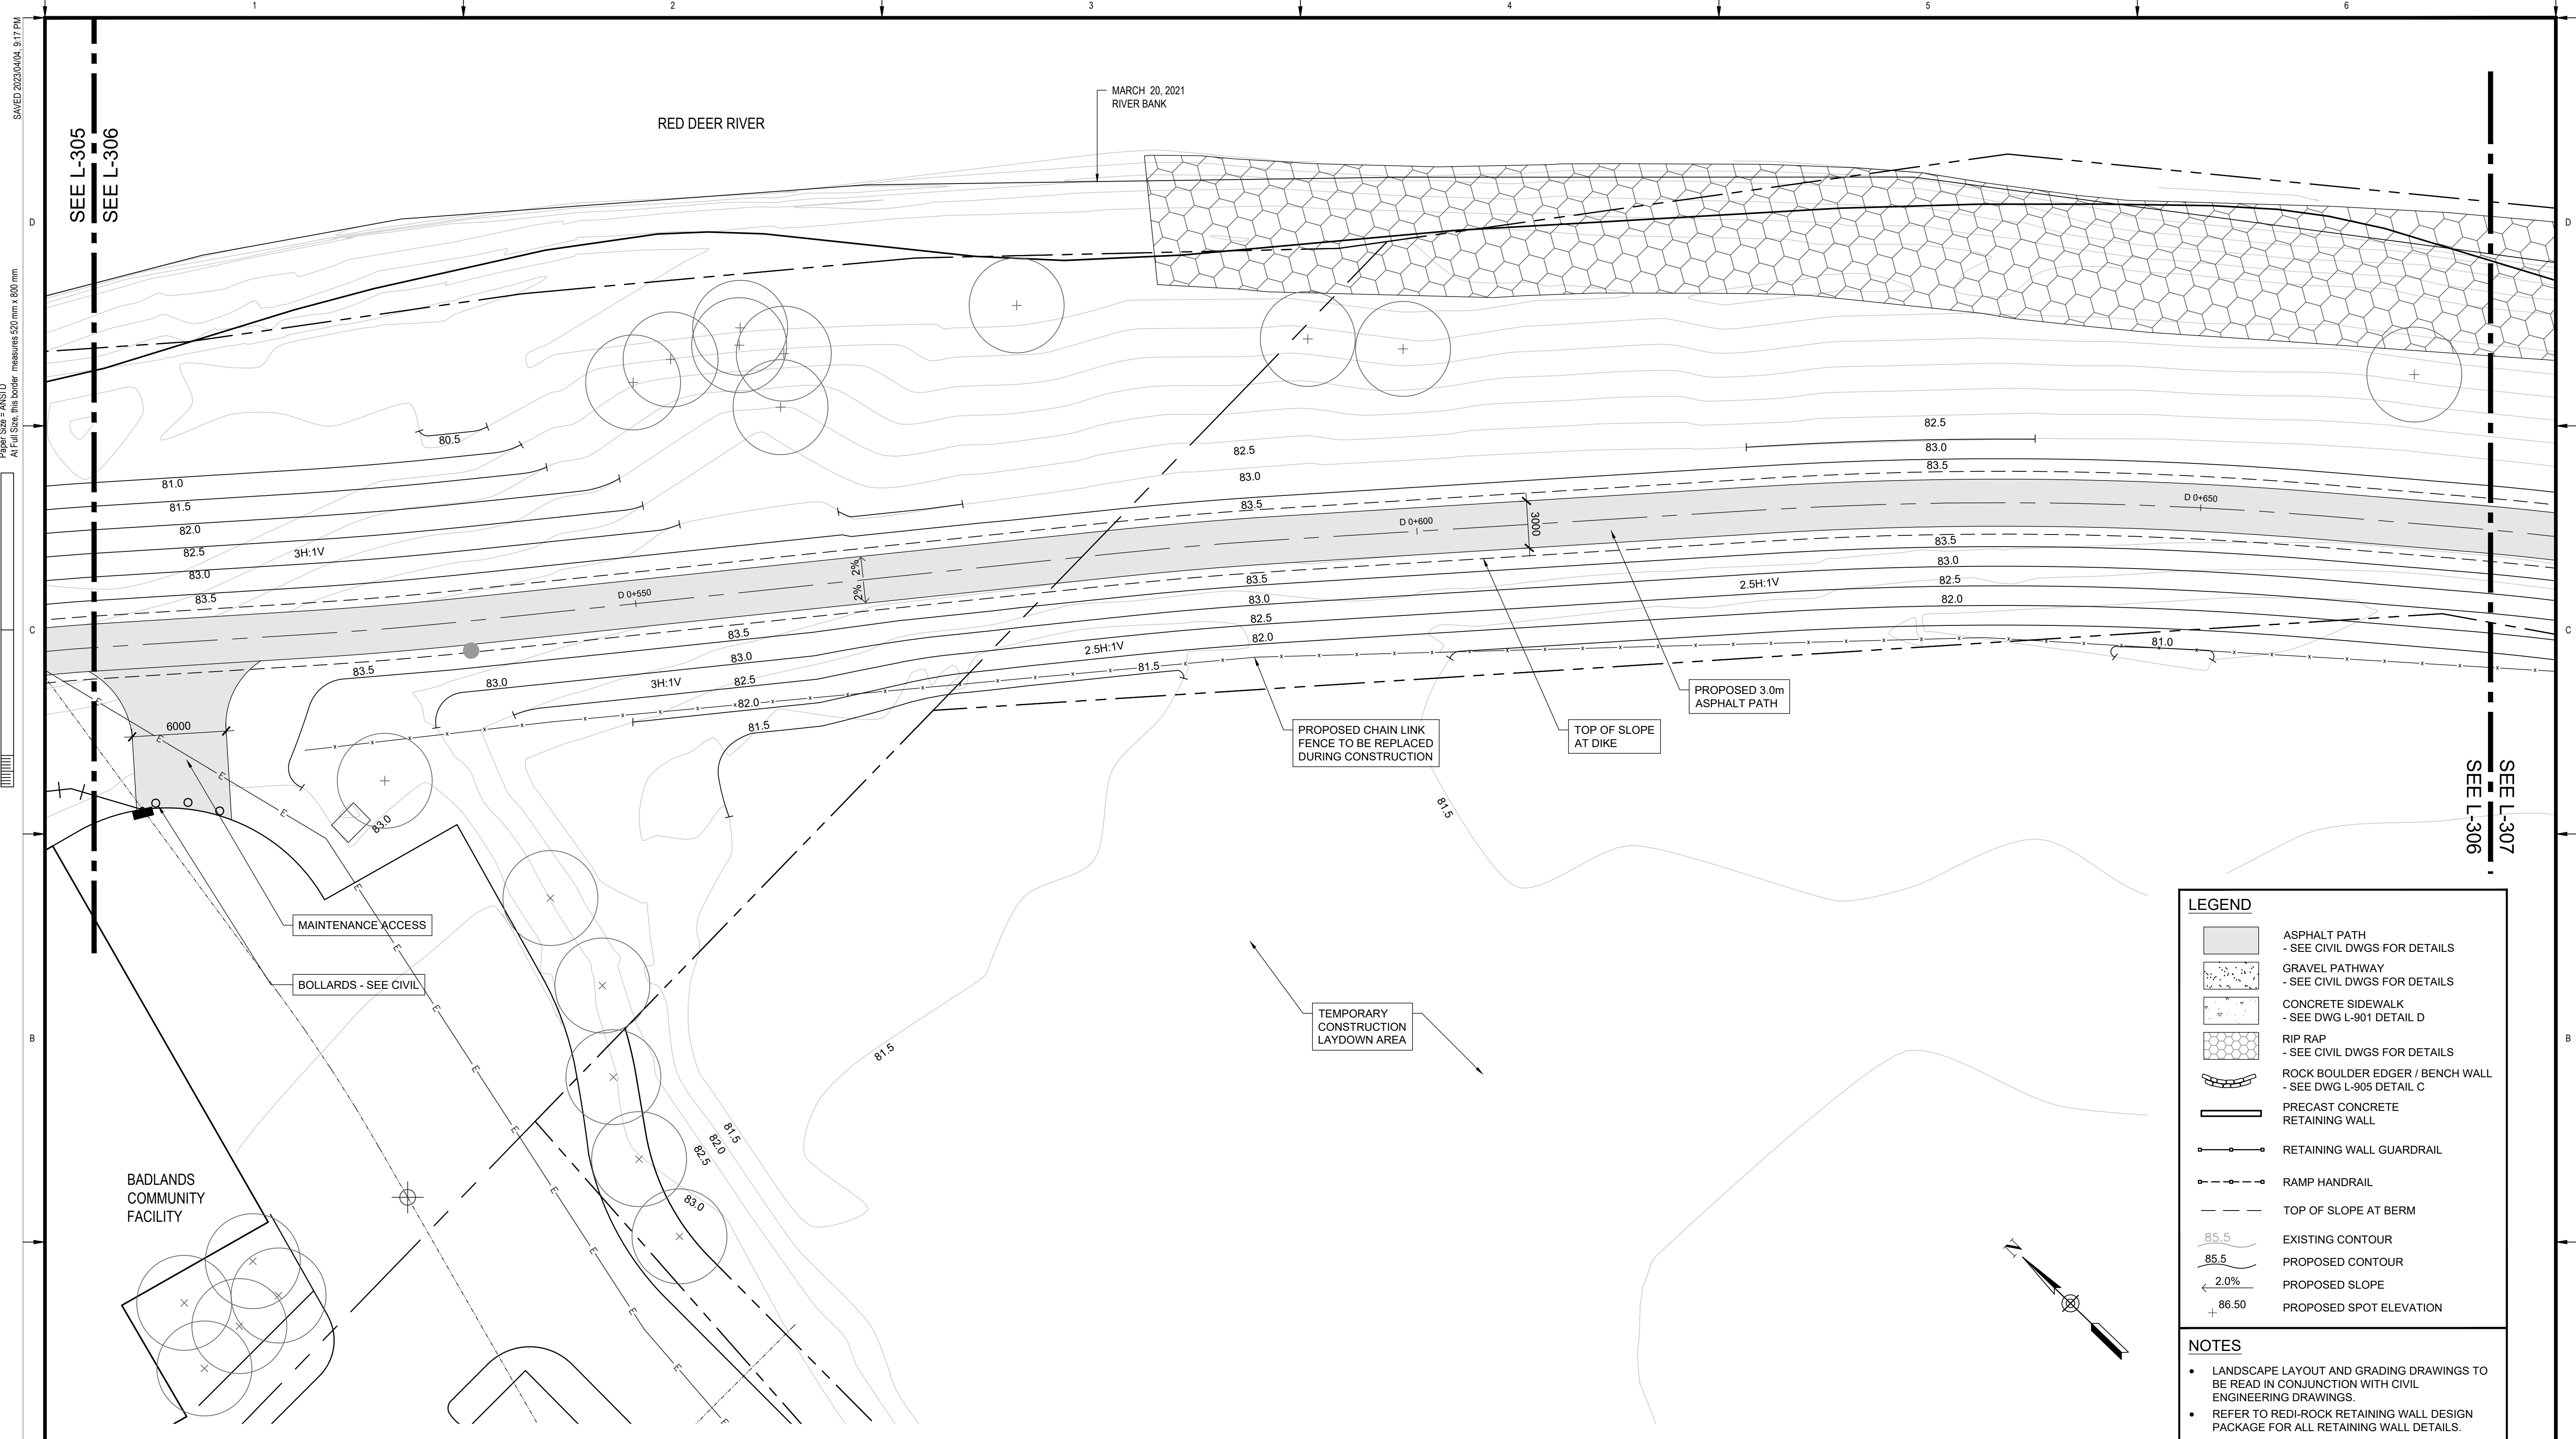 1
2
3
4
5
6
SAVED 2023/04/04, 9:17 PM
At Full Size, this border measures 520 mm x 800 mm
D
C
B
D
C
B
SEE L-305
SEE L-306
RED DEER RIVER
MARCH 20, 2021
RIVER BANK
80.5
81.0
81.5
82.0
82.5
83.0
83.5
3H:1V
82.5
83.0
83.5
82.5
83.0
83.5
D 0+550
2%
2%
D 0+600
3000
D 0+650
83.5
83.0
82.5
82.0
2.5H:1V
81.0
83.5
83.0
82.5
82.0
2.5H:1V
81.5
83.5
83.0
82.5
82.0
81.5
3H:1V
83.5
83.0
6000
E
E
E
E
E
E
E
E
E
E
E
E
E
E
83.0
PROPOSED 3.0m
ASPHALT PATH
TOP OF SLOPE
AT DIKE
PROPOSED CHAIN LINK
FENCE TO BE REPLACED
DURING CONSTRUCTION
81.5
MAINTENANCE ACCESS
BOLLARDS - SEE CIVIL
TEMPORARY
CONSTRUCTION
LAYDOWN AREA
81.5
81.5
82.0
82.5
83.0
BADLANDS
COMMUNITY
FACILITY
N
SEE L-306
SEE L-307
LEGEND
ASPHALT PATH
- SEE CIVIL DWGS FOR DETAILS
GRAVEL PATHWAY
- SEE CIVIL DWGS FOR DETAILS
CONCRETE SIDEWALK
- SEE DWG L-901 DETAIL D
RIP RAP
- SEE CIVIL DWGS FOR DETAILS
ROCK BOULDER EDGER / BENCH WALL
- SEE DWG L-905 DETAIL C
PRECAST CONCRETE
RETAINING WALL
RETAINING WALL GUARDRAIL
RAMP HANDRAIL
TOP OF SLOPE AT BERM
85.5 EXISTING CONTOUR
85.5 PROPOSED CONTOUR
2.0% PROPOSED SLOPE
86.50 PROPOSED SPOT ELEVATION
NOTES
• LANDSCAPE LAYOUT AND GRADING DRAWINGS TO
BE READ IN CONJUNCTION WITH CIVIL
ENGINEERING DRAWINGS.
• REFER TO REDI-ROCK RETAINING WALL DESIGN
PACKAGE FOR ALL RETAINING WALL DETAILS.